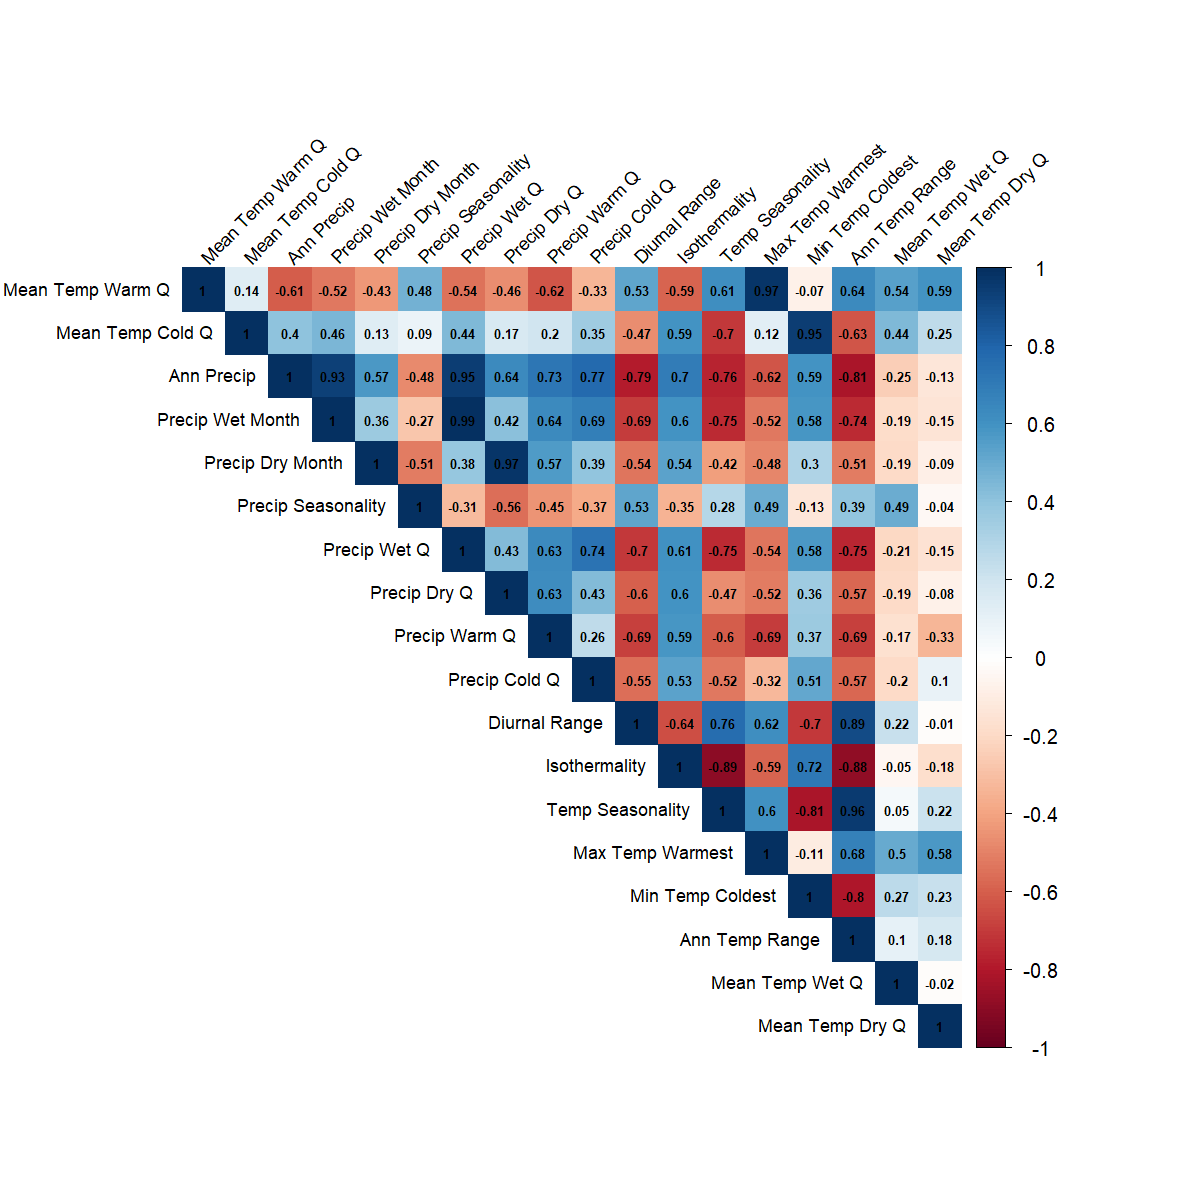 Mean Temp Warm Q
Mean Temp Cold Q
Ann Precip
Precip Wet Month
Precip Dry Month
Precip Seasonality
Precip Wet Q
Precip Dry Q
Precip Warm Q
Precip Cold Q
Diurnal Range
Isothermality
Temp Seasonality
Max Temp Warmest
Min Temp Coldest
Ann Temp Range
Mean Temp Wet Q
Mean Temp Dry Q
Mean Temp Warm Q 1 0.14 -0.61 -0.52 -0.43 0.48 -0.54 -0.46 -0.62 -0.33 0.53 -0.59 0.61 0.97 -0.07 0.64 0.54 0.59
Mean Temp Cold Q 1 0.4 0.46 0.13 0.09 0.44 0.17 0.2 0.35 -0.47 0.59 -0.7 0.12 0.95 -0.63 0.44 0.25
Ann Precip 1 0.93 0.57 -0.48 0.95 0.64 0.73 0.77 -0.79 0.7 -0.76 -0.62 0.59 -0.81 -0.25 -0.13
Precip Wet Month 1 0.36 -0.27 0.99 0.42 0.64 0.69 -0.69 0.6 -0.75 -0.52 0.58 -0.74 -0.19 -0.15
Precip Dry Month 1 -0.51 0.38 0.97 0.57 0.39 -0.54 0.54 -0.42 -0.48 0.3 -0.51 -0.19 -0.09
Precip Seasonality 1 -0.31 -0.56 -0.45 -0.37 0.53 -0.35 0.28 0.49 -0.13 0.39 0.49 -0.04
Precip Wet Q 1 0.43 0.63 0.74 -0.7 0.61 -0.75 -0.54 0.58 -0.75 -0.21 -0.15
Precip Dry Q 1 0.63 0.43 -0.6 0.6 -0.47 -0.52 0.36 -0.57 -0.19 -0.08
Precip Warm Q 1 0.26 -0.69 0.59 -0.6 -0.69 0.37 -0.69 -0.17 -0.33
Precip Cold Q 1 -0.55 0.53 -0.52 -0.32 0.51 -0.57 -0.2 0.1
Diurnal Range 1 -0.64 0.76 0.62 -0.7 0.89 0.22 -0.01
Isothermality 1 -0.89 -0.59 0.72 -0.88 -0.05 -0.18
Temp Seasonality 1 0.6 -0.81 0.96 0.05 0.22
Max Temp Warmest 1 -0.11 0.68 0.5 0.58
Min Temp Coldest 1 -0.8 0.27 0.23
Ann Temp Range 1 0.1 0.18
Mean Temp Wet Q 1 -0.02
Mean Temp Dry Q 1
1
0.8
0.6
0.4
0.2
0
-0.2
-0.4
-0.6
-0.8
-1